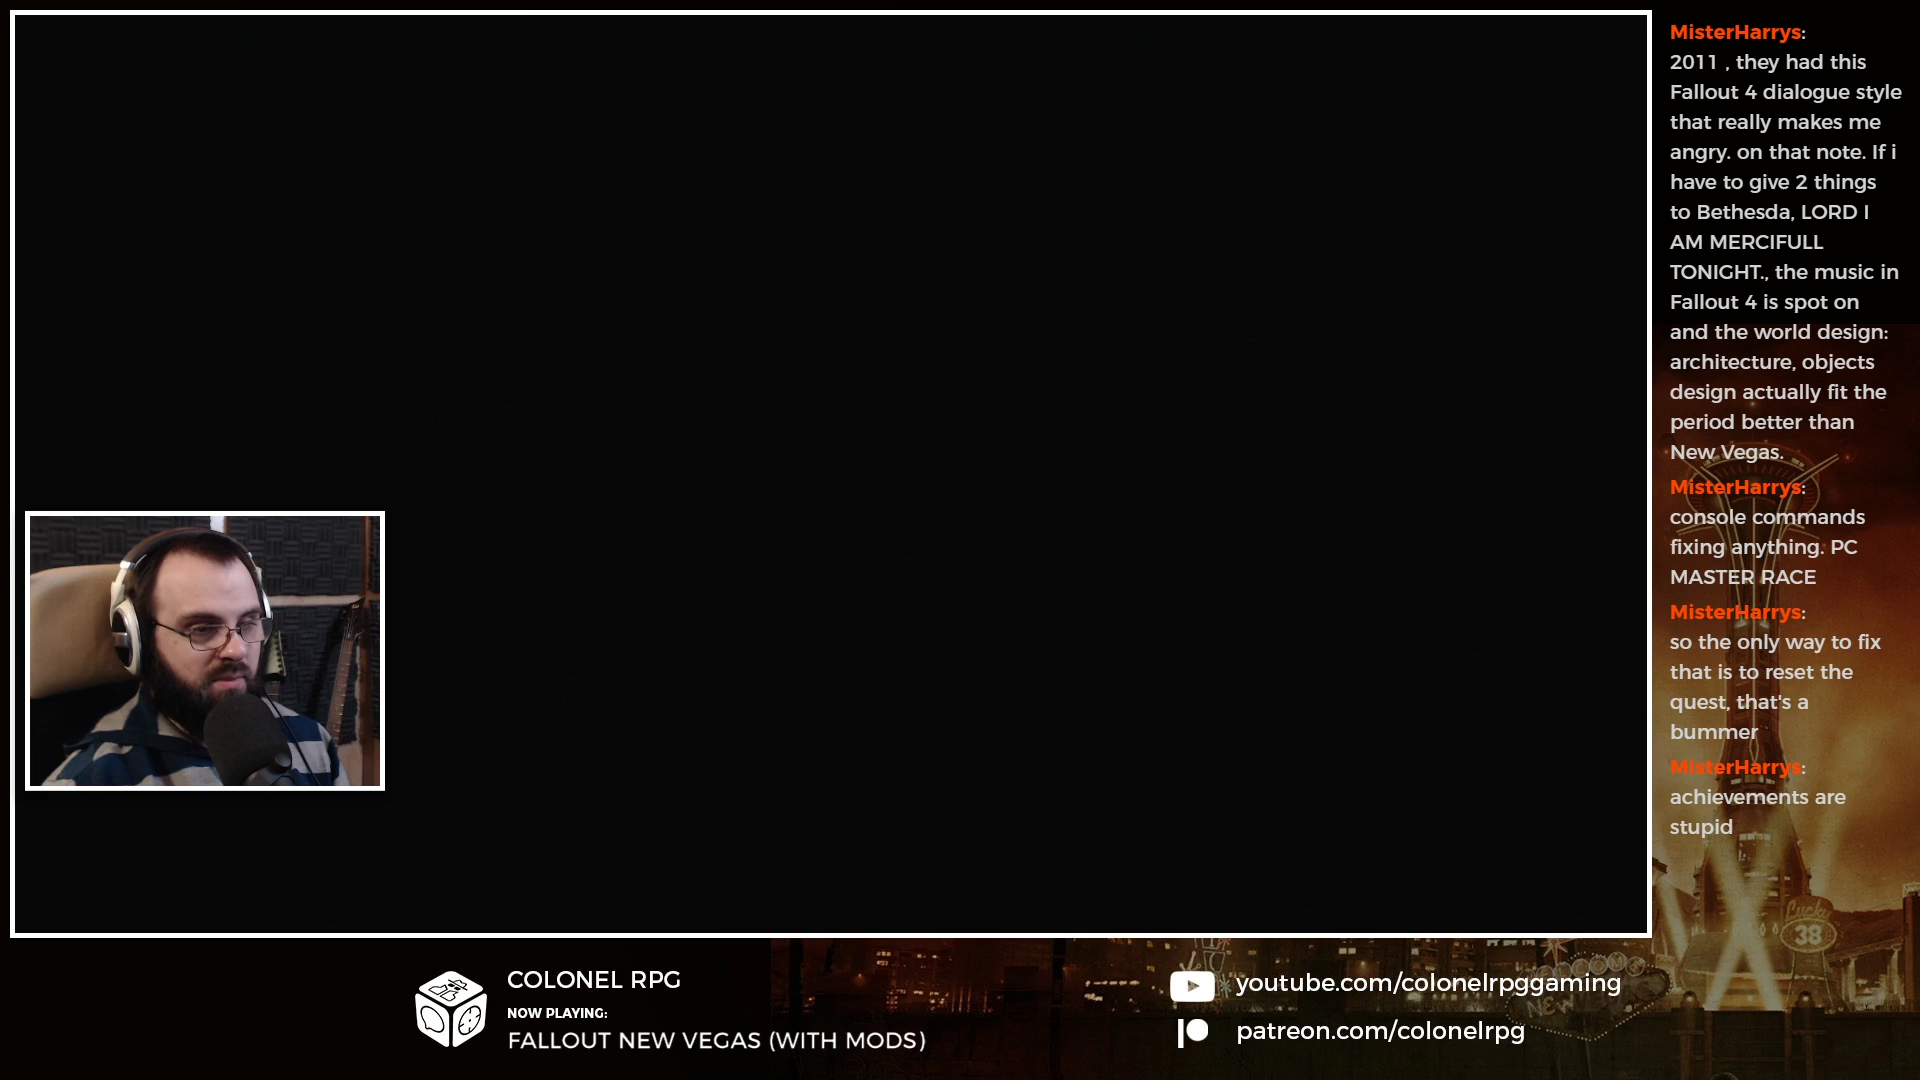 MisterHarrys:
2011 , they had this
Fallout 4 dialogue style
that really makes me
angry. on that note. If i
have to give 2 things
to Bethesda, LORD I
AM MERCIFULL
TONIGHT., the music in
Fallout 4 is spot on
and the world design:
architecture, objects
design actually fit the
period better than
New Vegas.
MisterHarrys:
console commands
fixing anything. PC
MASTER RACE
MisterHarrys:
so the only way to fix
that is to reset the
quest, that's a
bummer
MisterHarrys:
achievements are
stupid
Lucky
38
COLONEL RPG
NOW PLAYING:
FALLOUT NEW VEGAS (WITH MODS)
youtube.com/colonelrpggaming
patreon.com/colonelrpg
NEW